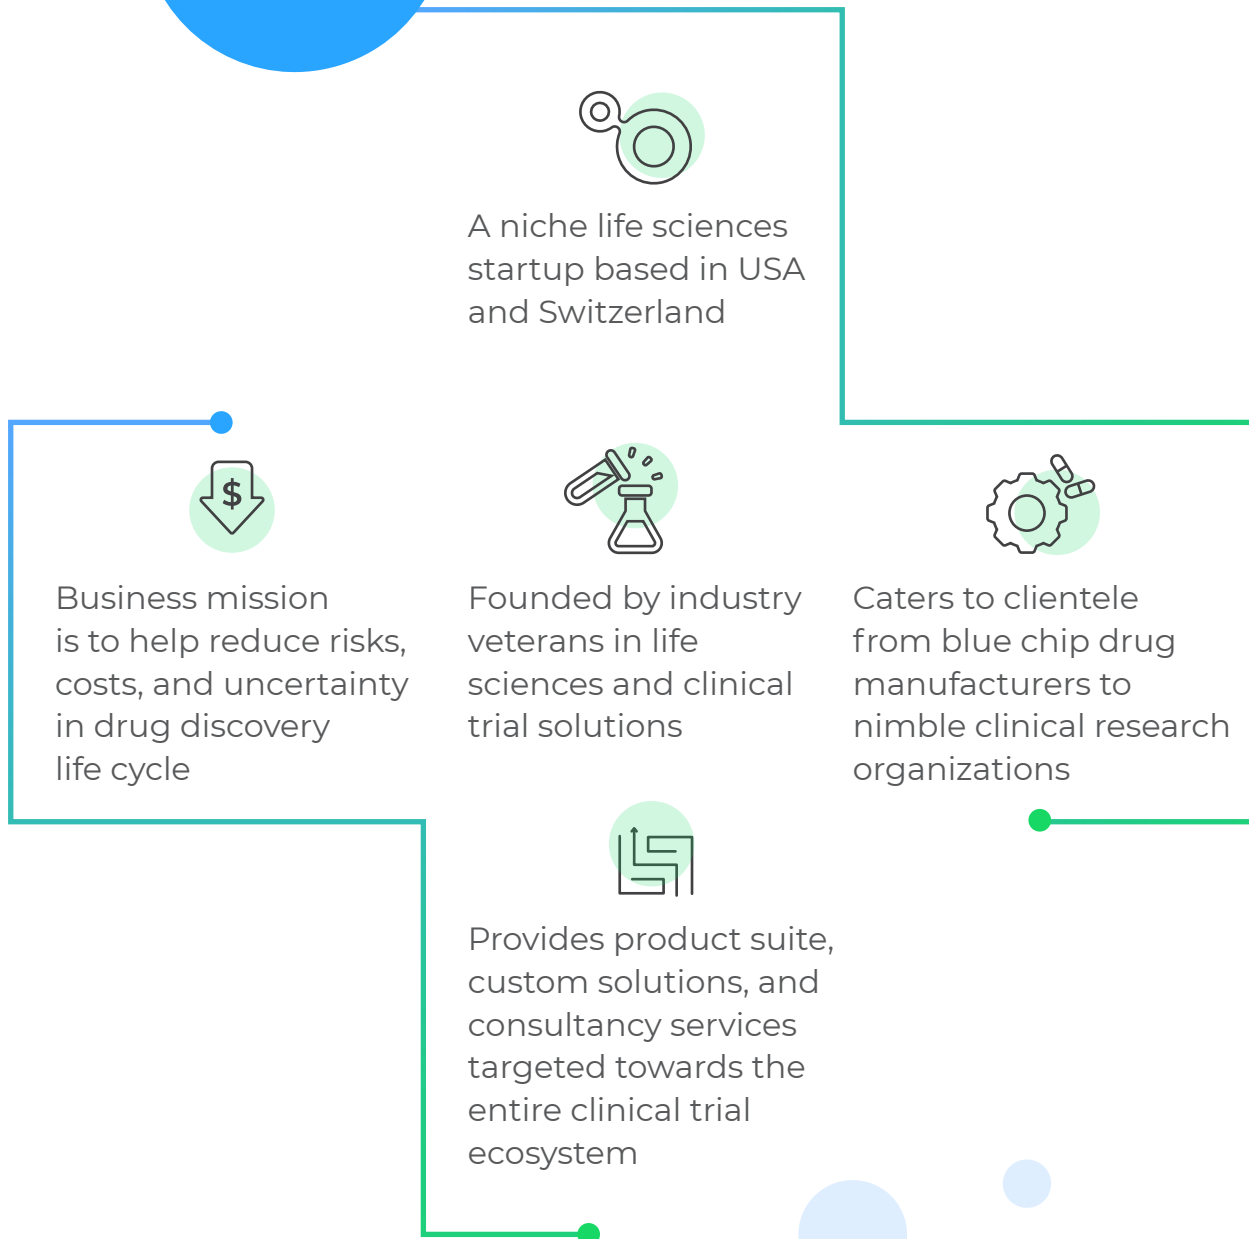 A niche life sciences
startup based in USA
and Switzerland
$
Business mission
is to help reduce risks,
costs, and uncertainty
in drug discovery
life cycle
Founded by industry
veterans in life
sciences and clinical
trial solutions
Caters to clientele
from blue chip drug
manufacturers to
nimble clinical research
organizations
Provides product suite,
custom solutions, and
consultancy services
targeted towards the
entire clinical trial
ecosystem